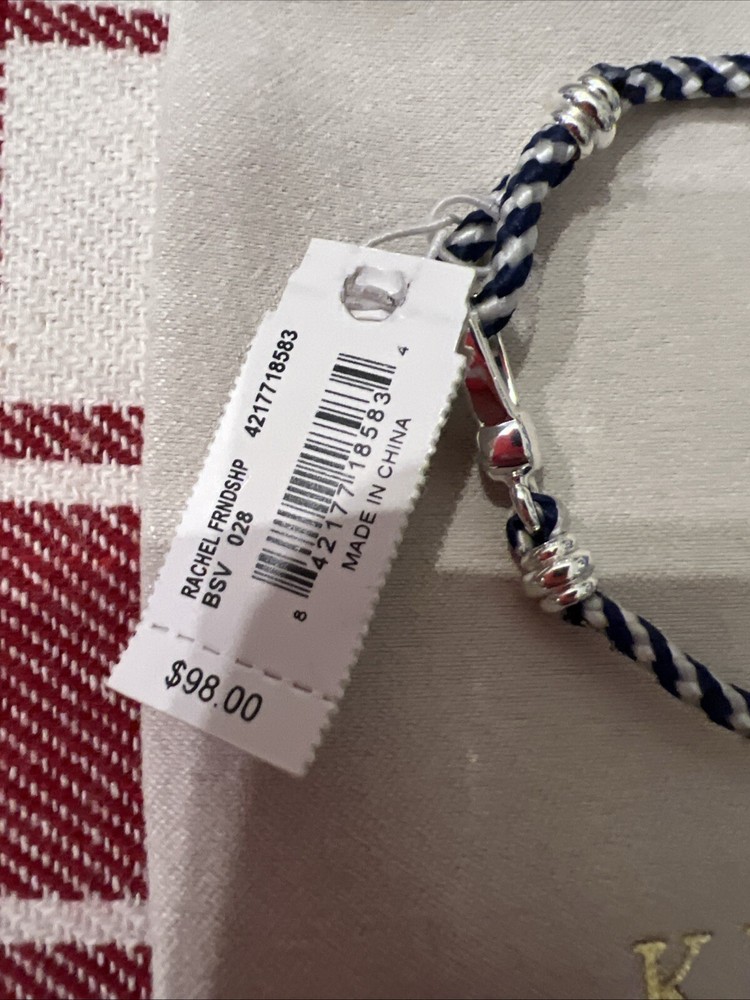 RACHEL FRNDSHP 4217718583
BSV 028
8 42177 18583 4
MADE IN CHINA
$98.00
K